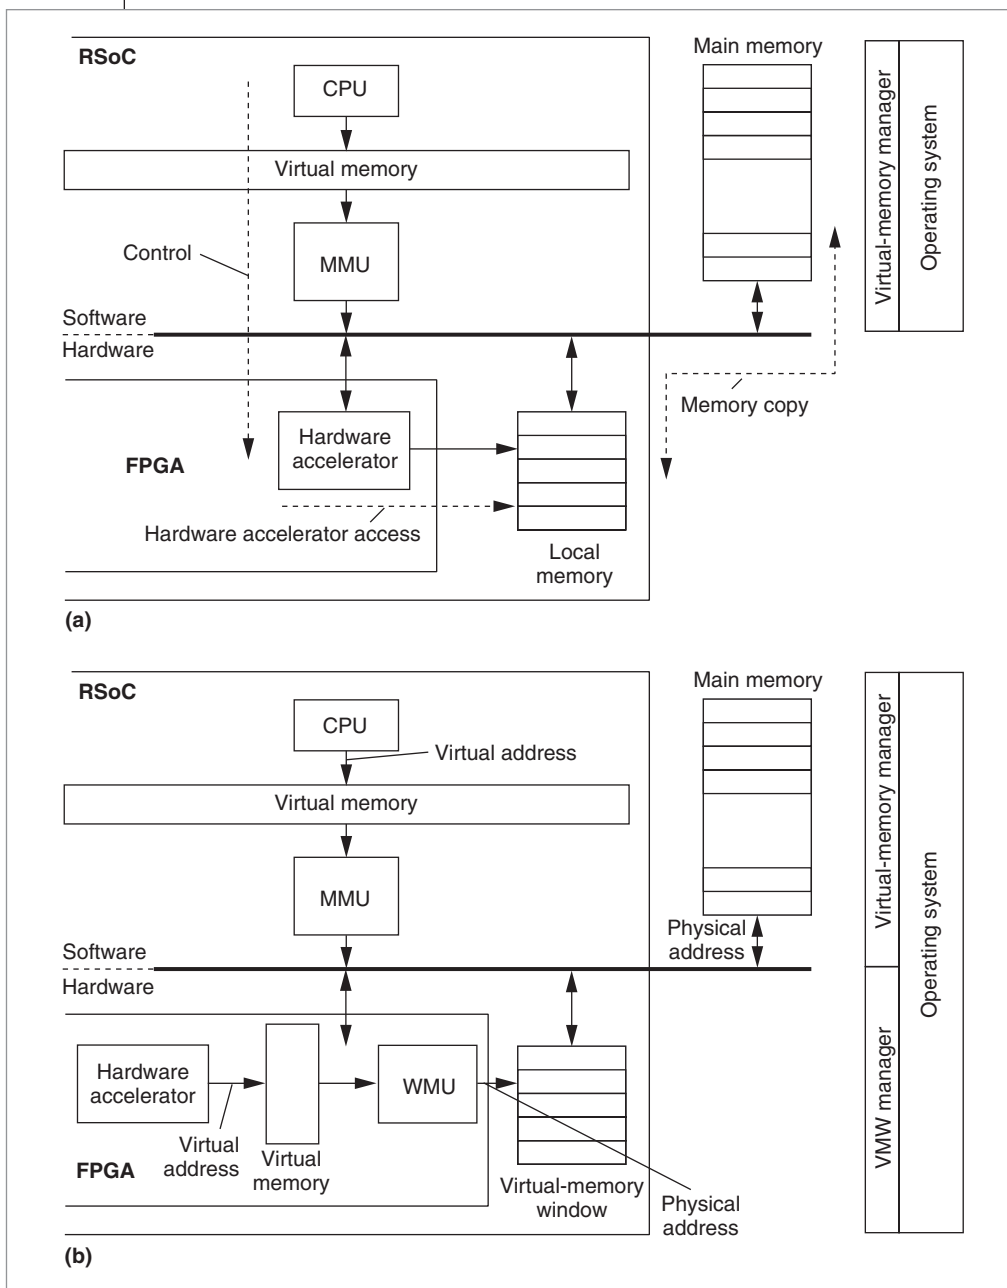 RSoC
Main memory
CPU
Virtual memory
MMU
Control
Software
Hardware
Hardware
accelerator
FPGA
Hardware accelerator access
Local
memory
Memory copy
Virtual-memory manager
Operating system
(a)
RSoC
Main memory
CPU
Virtual address
Virtual memory
MMU
Physical
address
Software
Hardware
Hardware
accelerator
WMU
Virtual
address
Virtual
memory
FPGA
Virtual-memory
window
Physical
address
Virtual-memory manager
VMW manager
Operating system
(b)